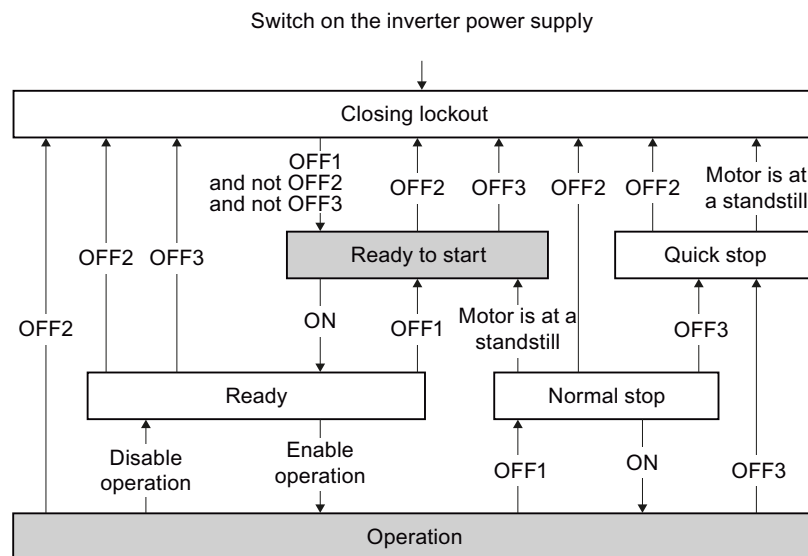 Switch on the inverter power supply
Closing lockout
OFF1
and not OFF2
and not OFF3
OFF2
OFF3
OFF2
OFF2
Motor is at
a standstill
Ready to start
Quick stop
OFF2
OFF3
OFF2
ON
OFF1
Motor is at a
standstill
OFF3
Ready
Normal stop
Disable
operation
Enable
operation
OFF1
ON
OFF3
Operation